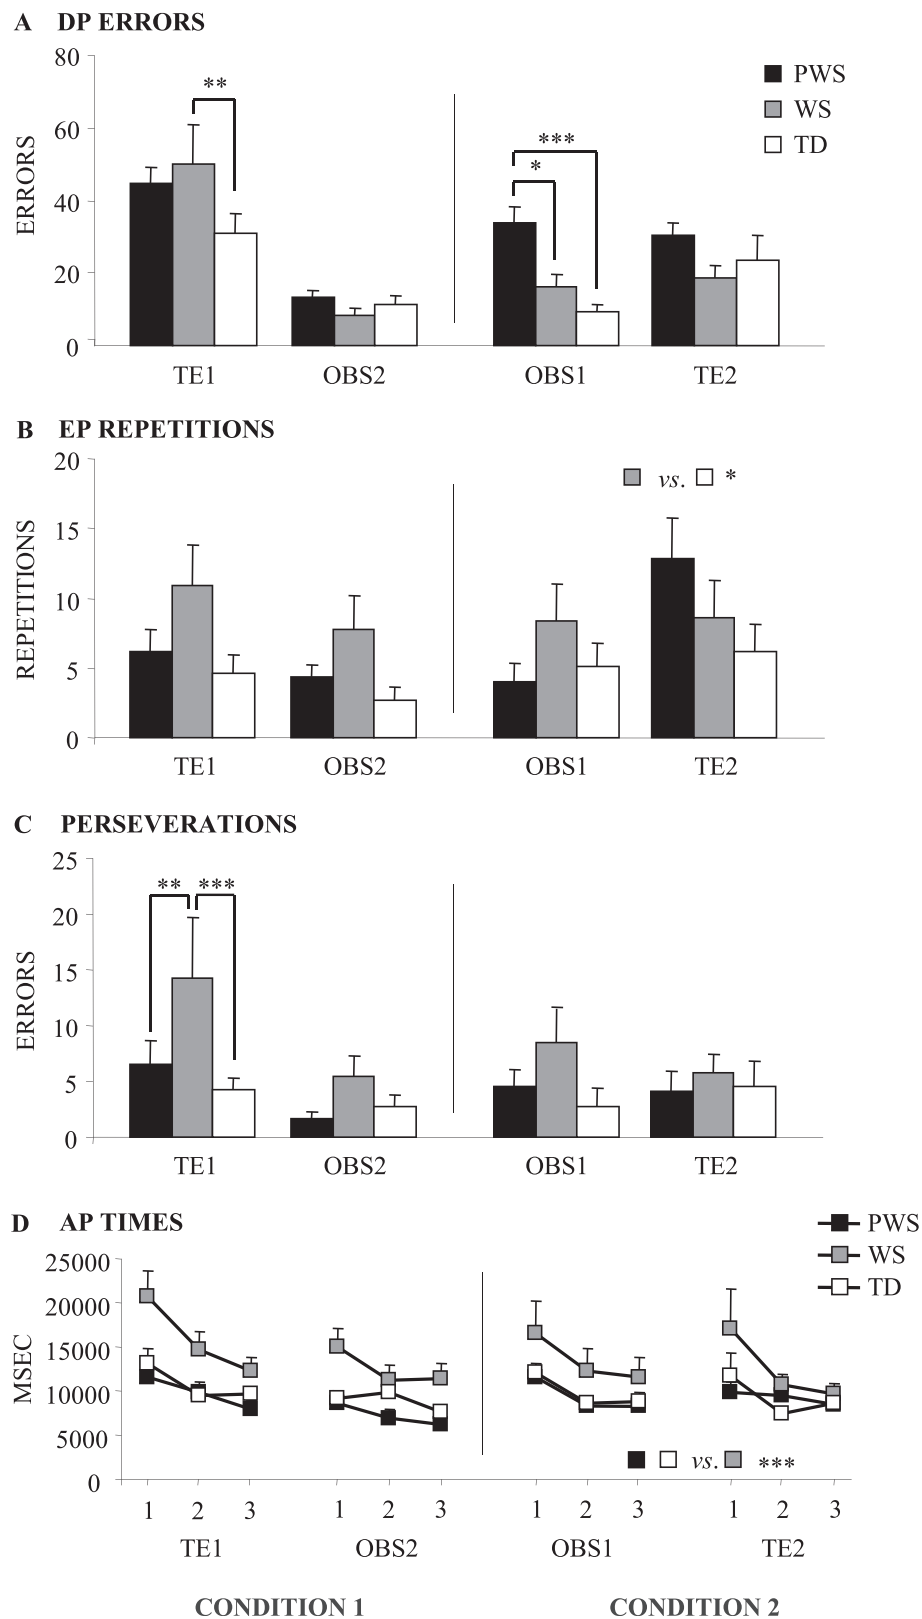 A DP ERRORS
80
60
40
20
0
ERRORS
**
***
*
PWS
WS
TD
TE1 OBS2 OBS1 TE2
B EP REPETITIONS
20
15
10
5
0
REPETITIONS
vs. *
TE1 OBS2 OBS1 TE2
C PERSEVERATIONS
25
20
15
10
5
0
ERRORS
** ***
TE1 OBS2 OBS1 TE2
D AP TIMES
PWS
WS
TD
25000
20000
15000
10000
5000
0
MSEC
vs. ***
1 2 3 1 2 3 1 2 3 1 2 3
TE1 OBS2 OBS1 TE2
CONDITION 1 CONDITION 2